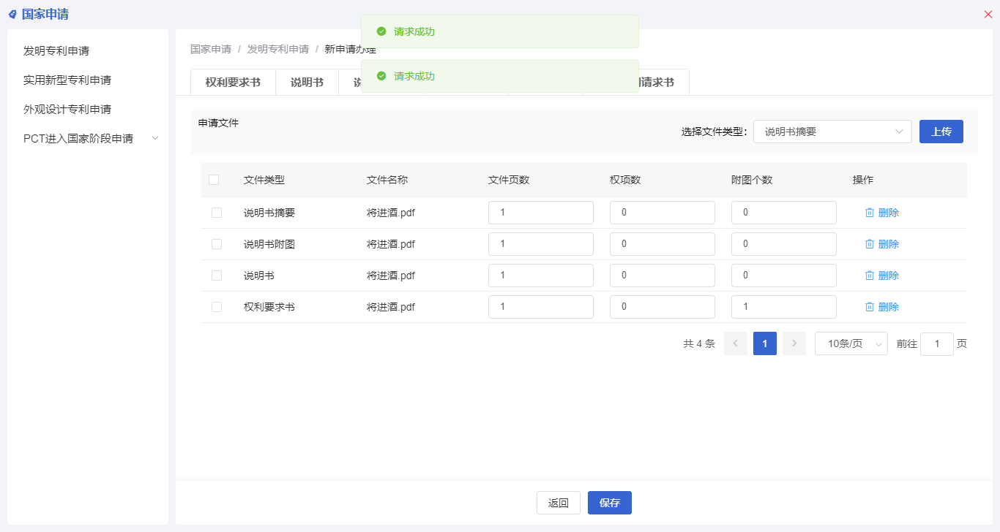 国家申请
请求成功
发明专利申请
实用新型专利申请
外观设计专利申请
PCT进入国家阶段申请
国家申请 / 发明专利申请 / 新申请办理
请求成功
权利要求书 说明书 请求书
申请文件
选择文件类型： 说明书摘要 上传
文件类型 文件名称 文件页数 权项数 附图个数 操作
说明书摘要 将进酒.pdf 1 0 0 删除
说明书附图 将进酒.pdf 1 0 0 删除
说明书 将进酒.pdf 1 0 0 删除
权利要求书 将进酒.pdf 1 0 1 删除
共 4 条 1 10条/页 前往 1 页
返回 保存